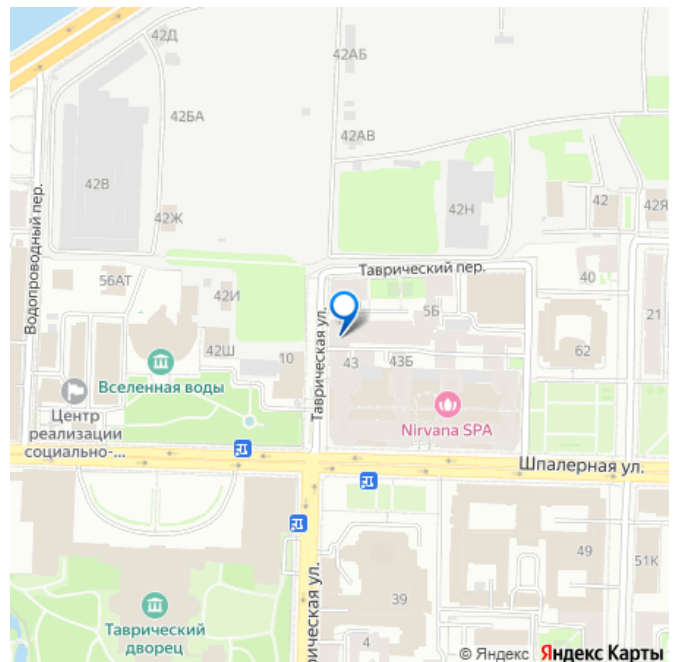 42Д
42АБ
42БА
42АВ
42В
42Н
42
42Я
42Ж
Водопроводный пер.
Таврический пер.
40
56АТ
42И
5Б
21
Таврическая ул.
42Ш
10
43
43Б
62
Вселенная воды
Центр
реализации
социально-...
Nirvana SPA
Шпалерная ул.
49
51К
39
рическая ул.
Таврический
дворец
4
© Яндекс Яндекс Карты